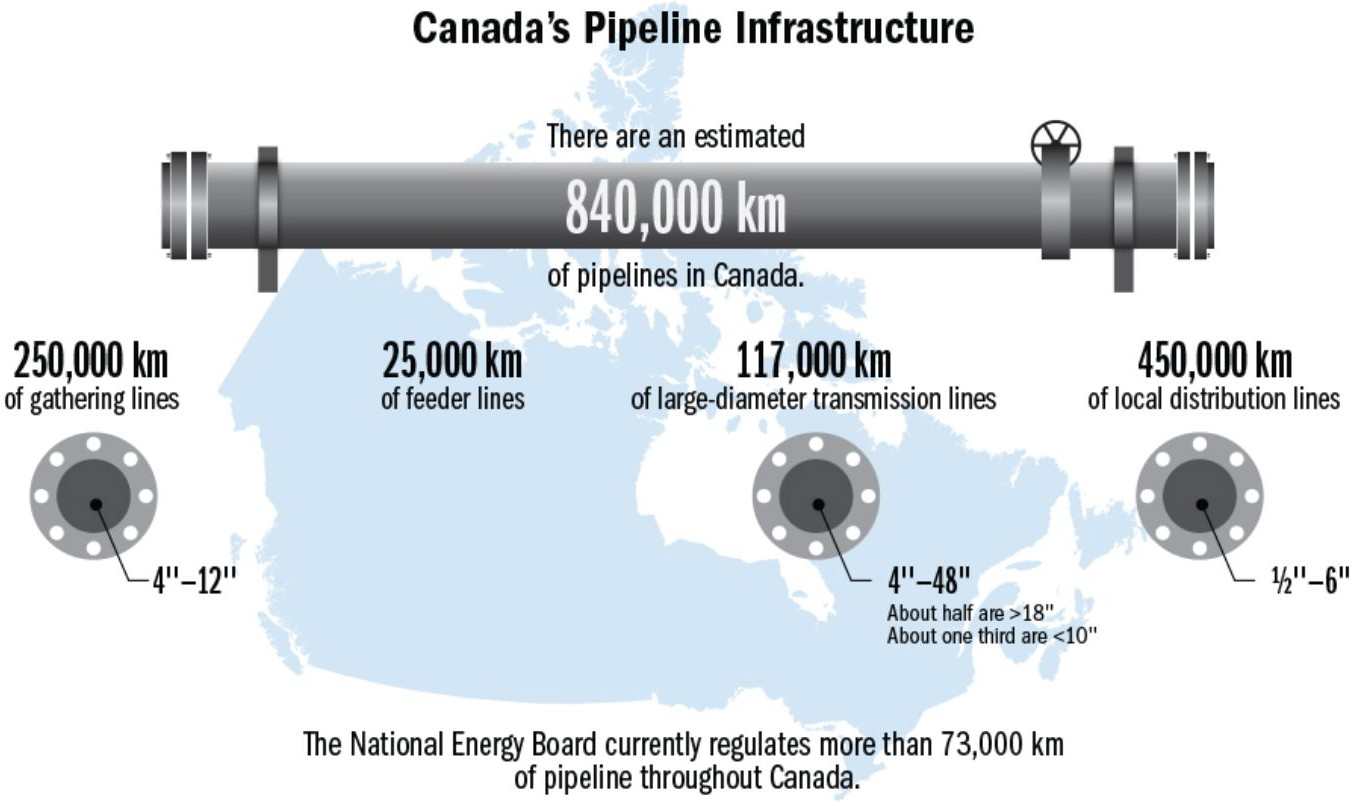 Canada's Pipeline Infrastructure
There are an estimated
840,000 km
of pipelines in Canada.
250,000 km
of gathering lines
4"–12"
25,000 km
of feeder lines
117,000 km
of large-diameter transmission lines
4"–48"
About half are >18"
About one third are <10"
450,000 km
of local distribution lines
½"–6"
The National Energy Board currently regulates more than 73,000 km
of pipeline throughout Canada.